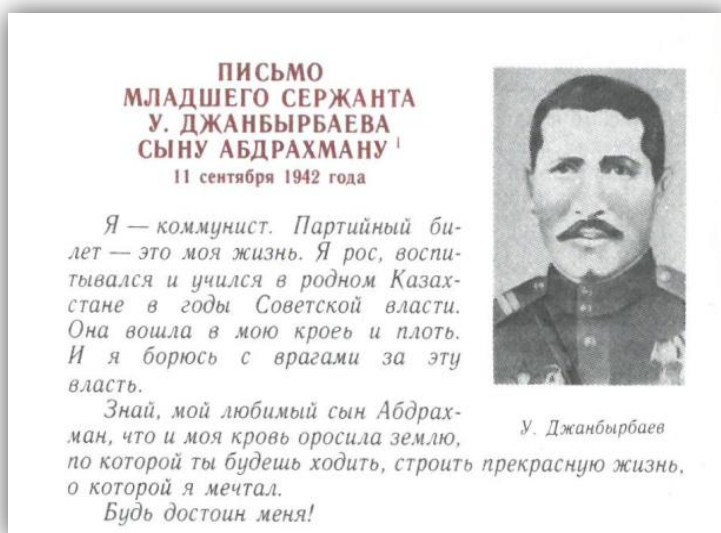 ПИСЬМО
МЛАДШЕГО СЕРЖАНТА
У. ДЖАНБЫРБАЕВА
СЫНУ АБДРАХМАНУ 1
11 сентября 1942 года
Я — коммунист. Партийный би-
лет — это моя жизнь. Я рос, воспи-
тывался и учился в родном Казах-
стане в годы Советской власти.
Она вошла в мою кроеь и плоть.
И я борюсь с врагами за эту
власть.
Знай, мой любимый сын Абдрах-
ман, что и моя кровь оросила землю,
по которой ты будешь ходить, строить прекрасную жизнь,
о которой я мечтал.
Будь достоин меня!
У. Джанбырбаев